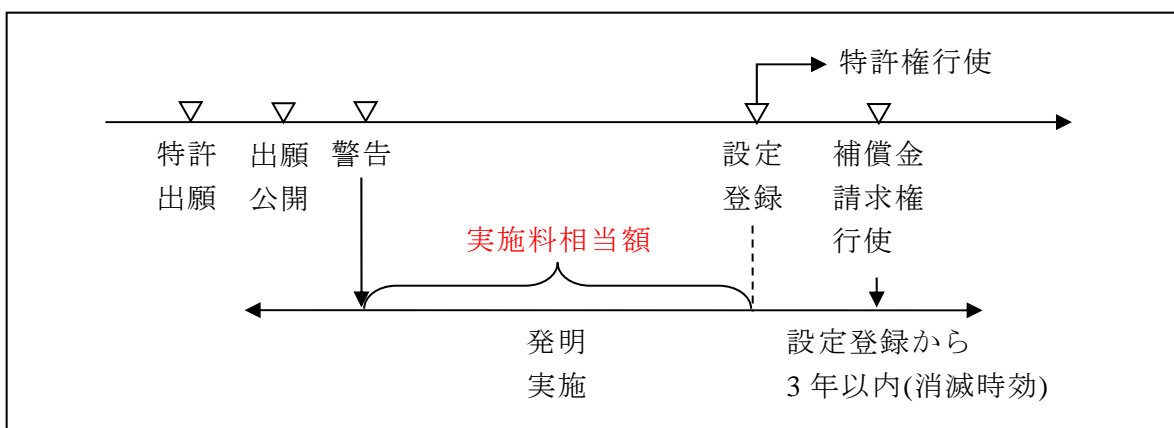 特許権行使
特許
出願
出願
公開
警告
設定
登録
補償金
請求権
行使
実施料相当額
発明
実施
設定登録から
3年以内(消滅時効)